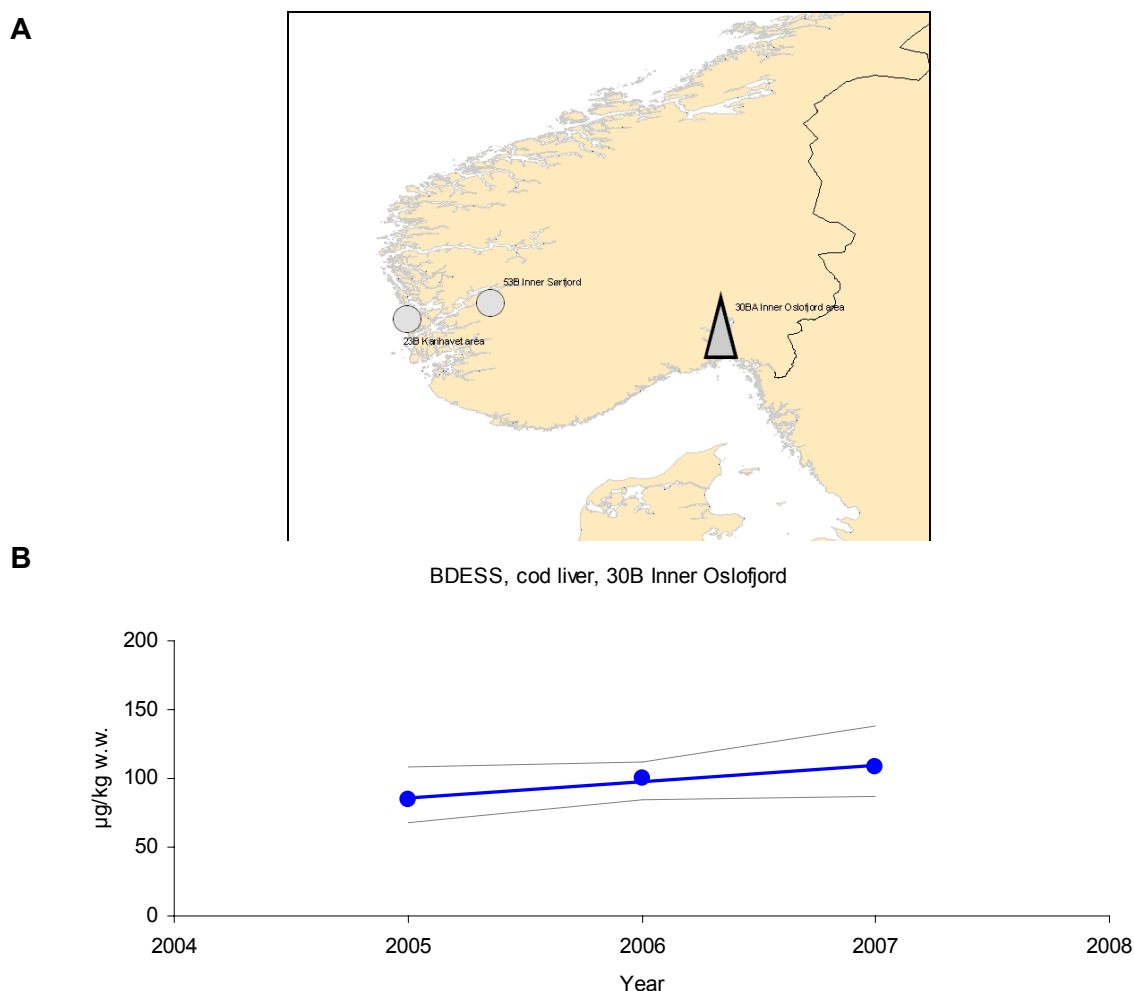 A
53B Inner Sørfjord
30BA Inner Oslofjord area
23B Karihavet area
B
BDESS, cod liver, 30B Inner Oslofjord
200
150
100
50
0
µg/kg w.w.
2004 2005 2006 2007 2008
Year